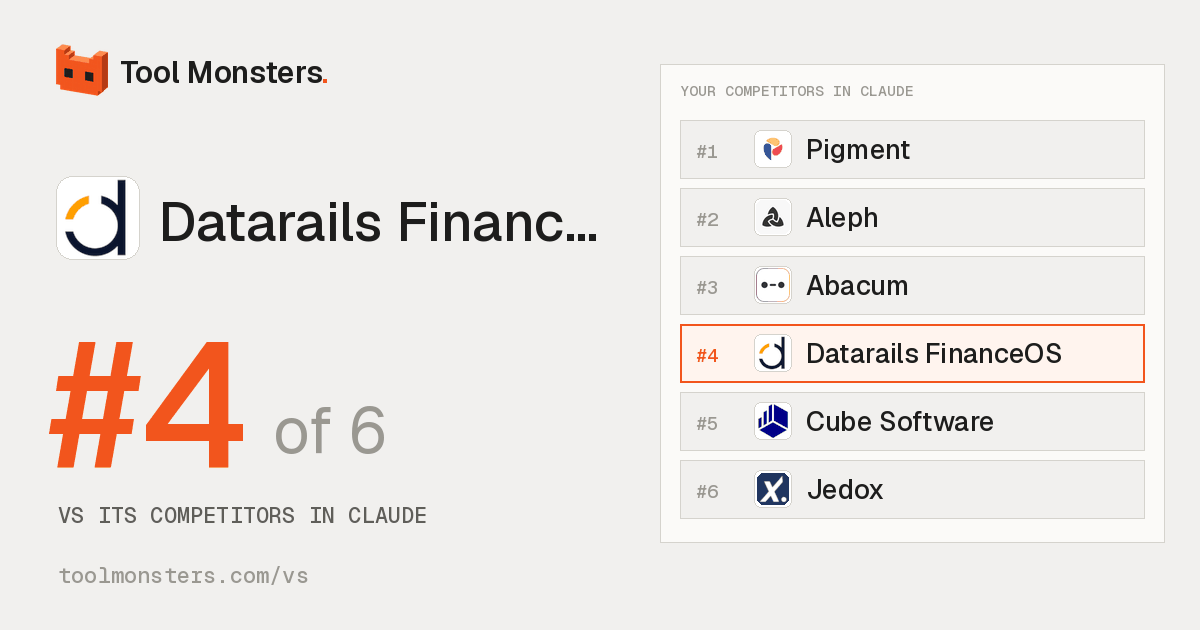 Tool Monsters.
Datarails Financ...
#4 of 6
VS ITS COMPETITORS IN CLAUDE
toolmonsters.com/vs
YOUR COMPETITORS IN CLAUDE
#1 Pigment
#2 Aleph
#3 Abacum
#4 Datarails FinanceOS
#5 Cube Software
#6 Jedox